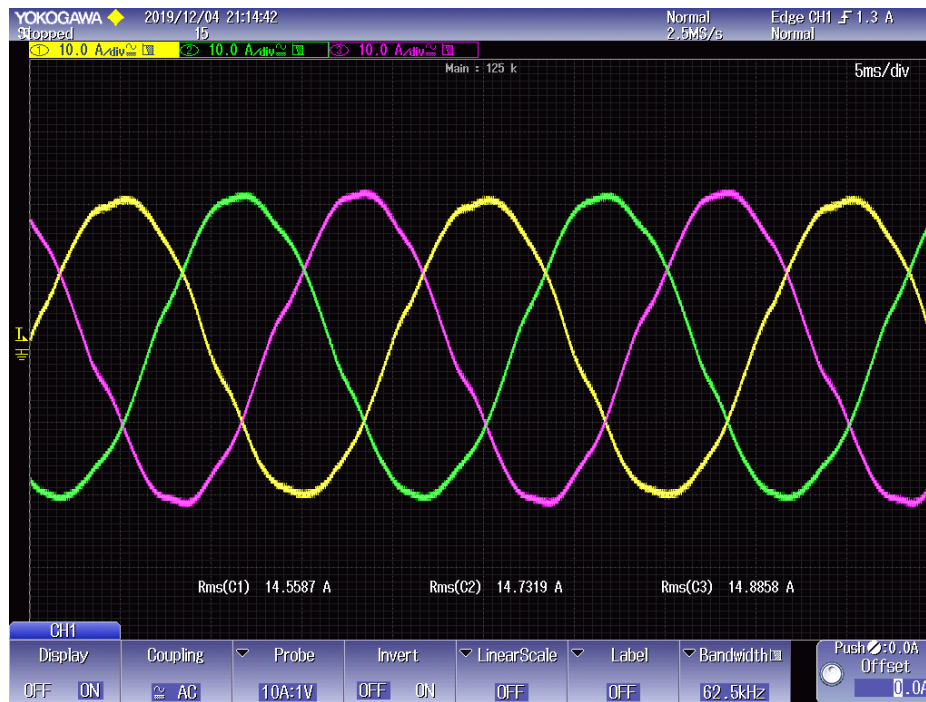 YOKOGAWA 2019/12/04 21:14:42 Normal Edge CH1 1.3 A
Stopped 15 2.5MS/s Normal
1 10.0 A/div 2 10.0 A/div 3 10.0 A/div
Main : 125 k
5ms/div
Rms(C1) 14.5587 A Rms(C2) 14.7319 A Rms(C3) 14.8858 A
CH1
Display Coupling Probe Invert LinearScale Label Bandwidth Push :0.0A
Offset
OFF ON AC 10A:1V OFF ON OFF OFF 62.5kHz 0.0A